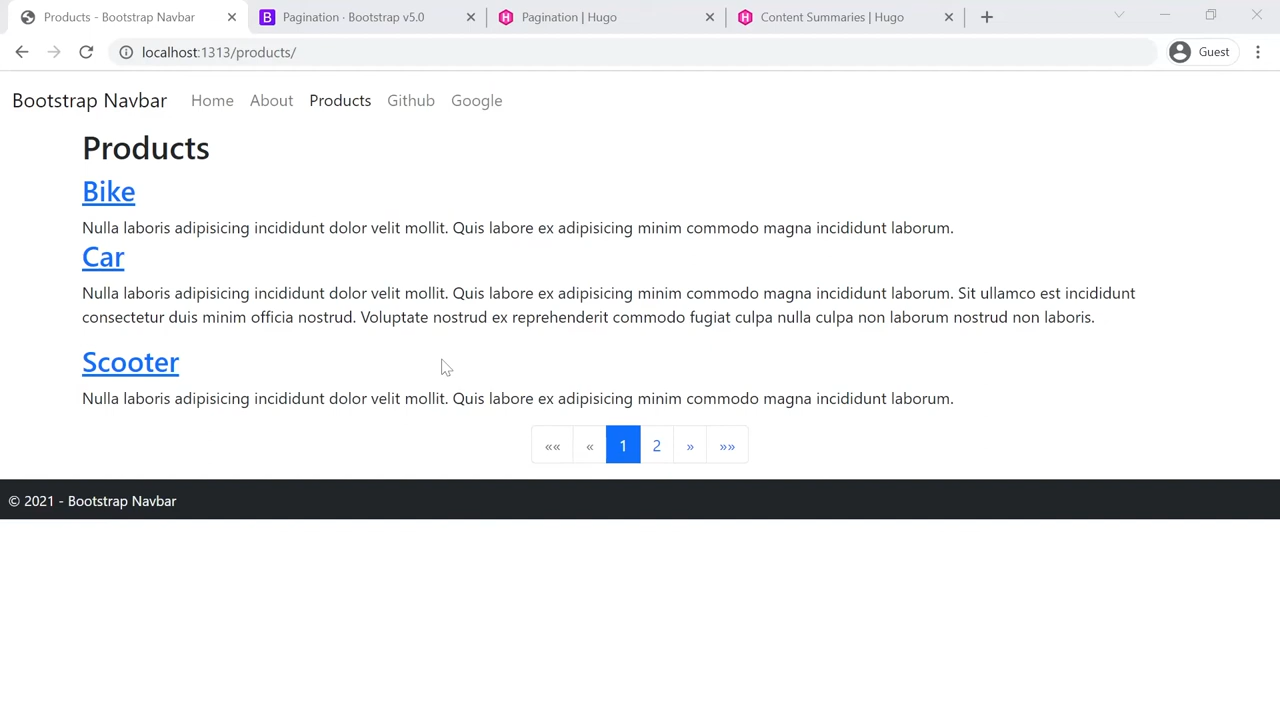 Products - Bootstrap Navbar
Pagination · Bootstrap v5.0
Pagination | Hugo
Content Summaries | Hugo
localhost:1313/products/
Guest
Bootstrap Navbar Home About Products Github Google
Products
Bike
Nulla laboris adipisicing incididunt dolor velit mollit. Quis labore ex adipisicing minim commodo magna incididunt laborum.
Car
Nulla laboris adipisicing incididunt dolor velit mollit. Quis labore ex adipisicing minim commodo magna incididunt laborum. Sit ullamco est incididunt
consectetur duis minim officia nostrud. Voluptate nostrud ex reprehenderit commodo fugiat culpa nulla culpa non laborum nostrud non laboris.
Scooter
Nulla laboris adipisicing incididunt dolor velit mollit. Quis labore ex adipisicing minim commodo magna incididunt laborum.
«« « 1 2 » »»
© 2021 - Bootstrap Navbar